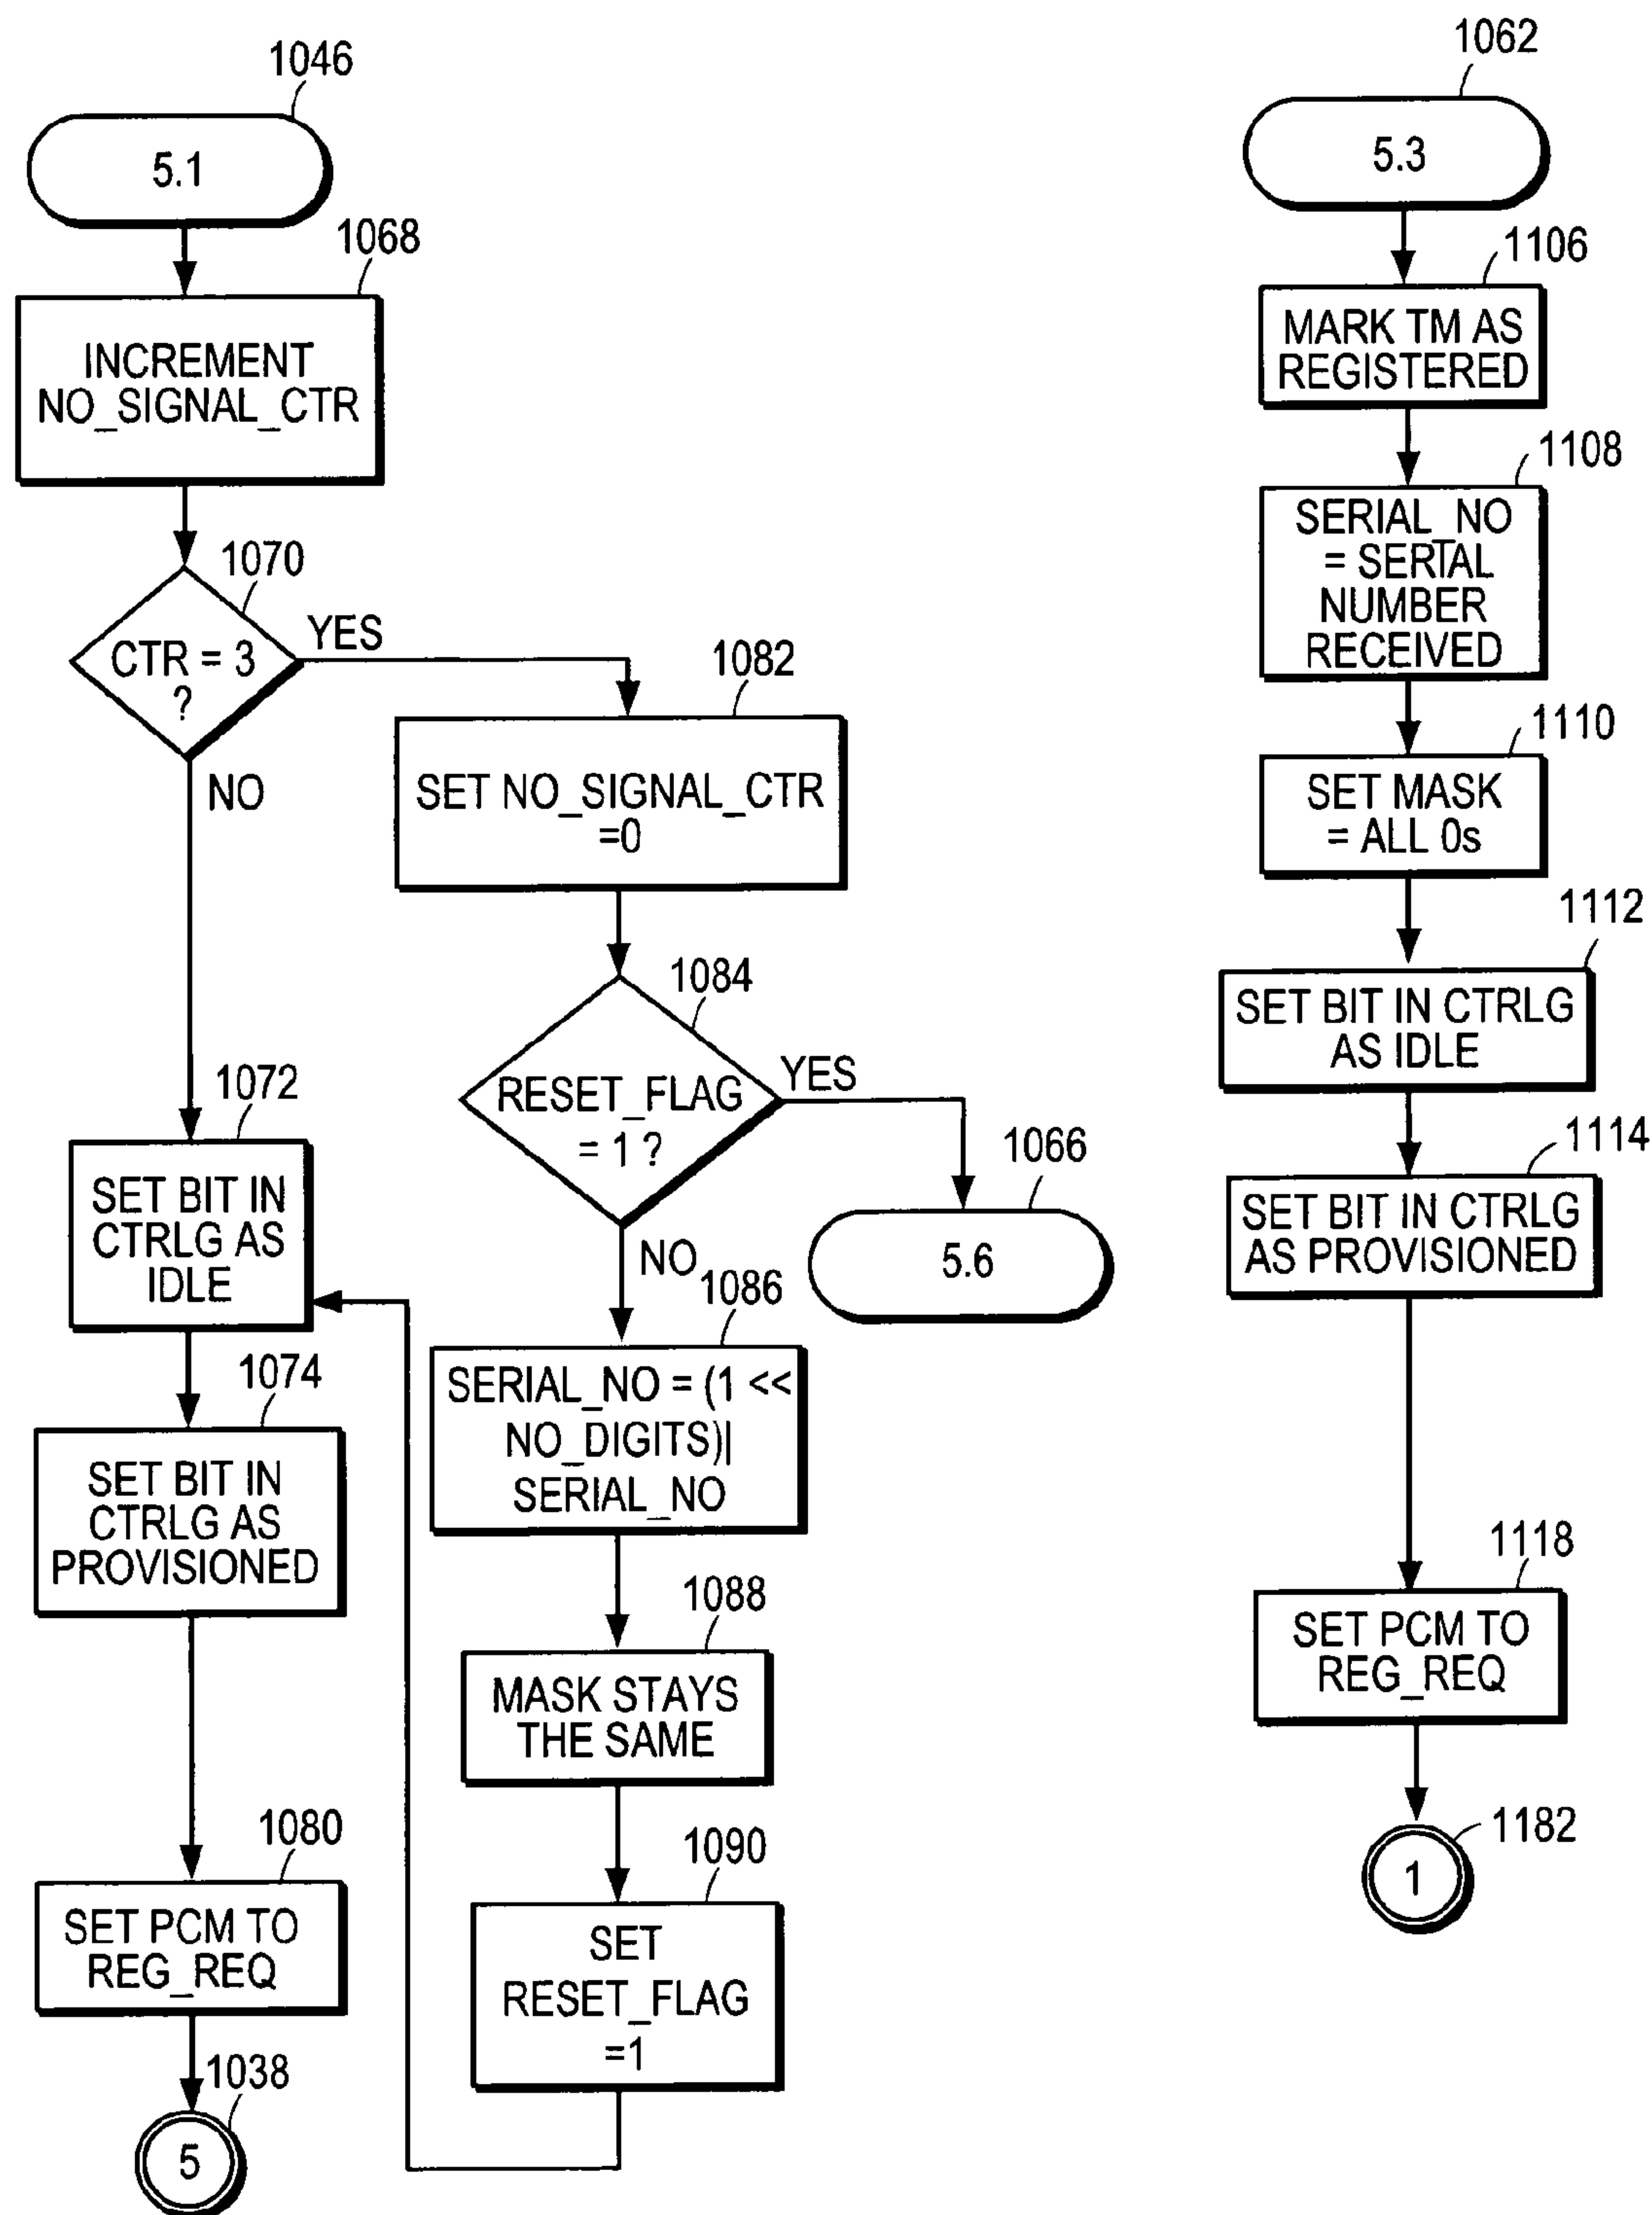 1046
5.1
1068
INCREMENT
NO_SIGNAL_CTR
1070
CTR = 3
?
YES
NO
1082
SET NO_SIGNAL_CTR
=0
1084
RESET_FLAG
= 1 ?
YES
NO
1066
5.6
1072
SET BIT IN
CTRLG AS
IDLE
1086
SERIAL_NO = (1 <<
NO_DIGITS)|
SERIAL_NO
1074
SET BIT IN
CTRLG AS
PROVISIONED
1088
MASK STAYS
THE SAME
1080
SET PCM TO
REG_REQ
1090
SET
RESET_FLAG
=1
1038
5
1062
5.3
1106
MARK TM AS
REGISTERED
1108
SERIAL_NO
= SERTAL
NUMBER
RECEIVED
1110
SET MASK
= ALL 0s
1112
SET BIT IN CTRLG
AS IDLE
1114
SET BIT IN CTRLG
AS PROVISIONED
1118
SET PCM TO
REG_REQ
1182
1